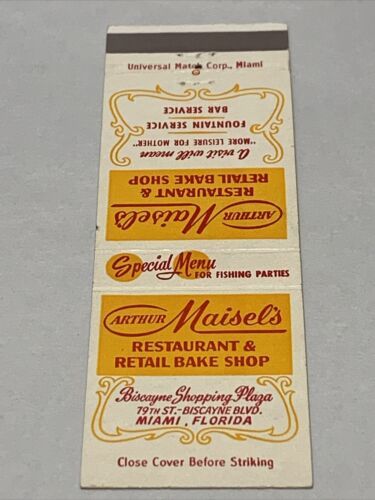 Universal Match Corp., Miami
BAR SERVICE
FOUNTAIN SERVICE
"MORE LEISURE FOR MOTHER"
A visit will mean
RETAIL BAKE SHOP
RESTAURANT &
ARTHUR Maisel's
Special Menu
FOR FISHING PARTIES
ARTHUR Maisel's
RESTAURANT &
RETAIL BAKE SHOP
Biscayne Shopping Plaza
79TH ST.-BISCAYNE BLVD.
MIAMI, FLORIDA
Close Cover Before Striking